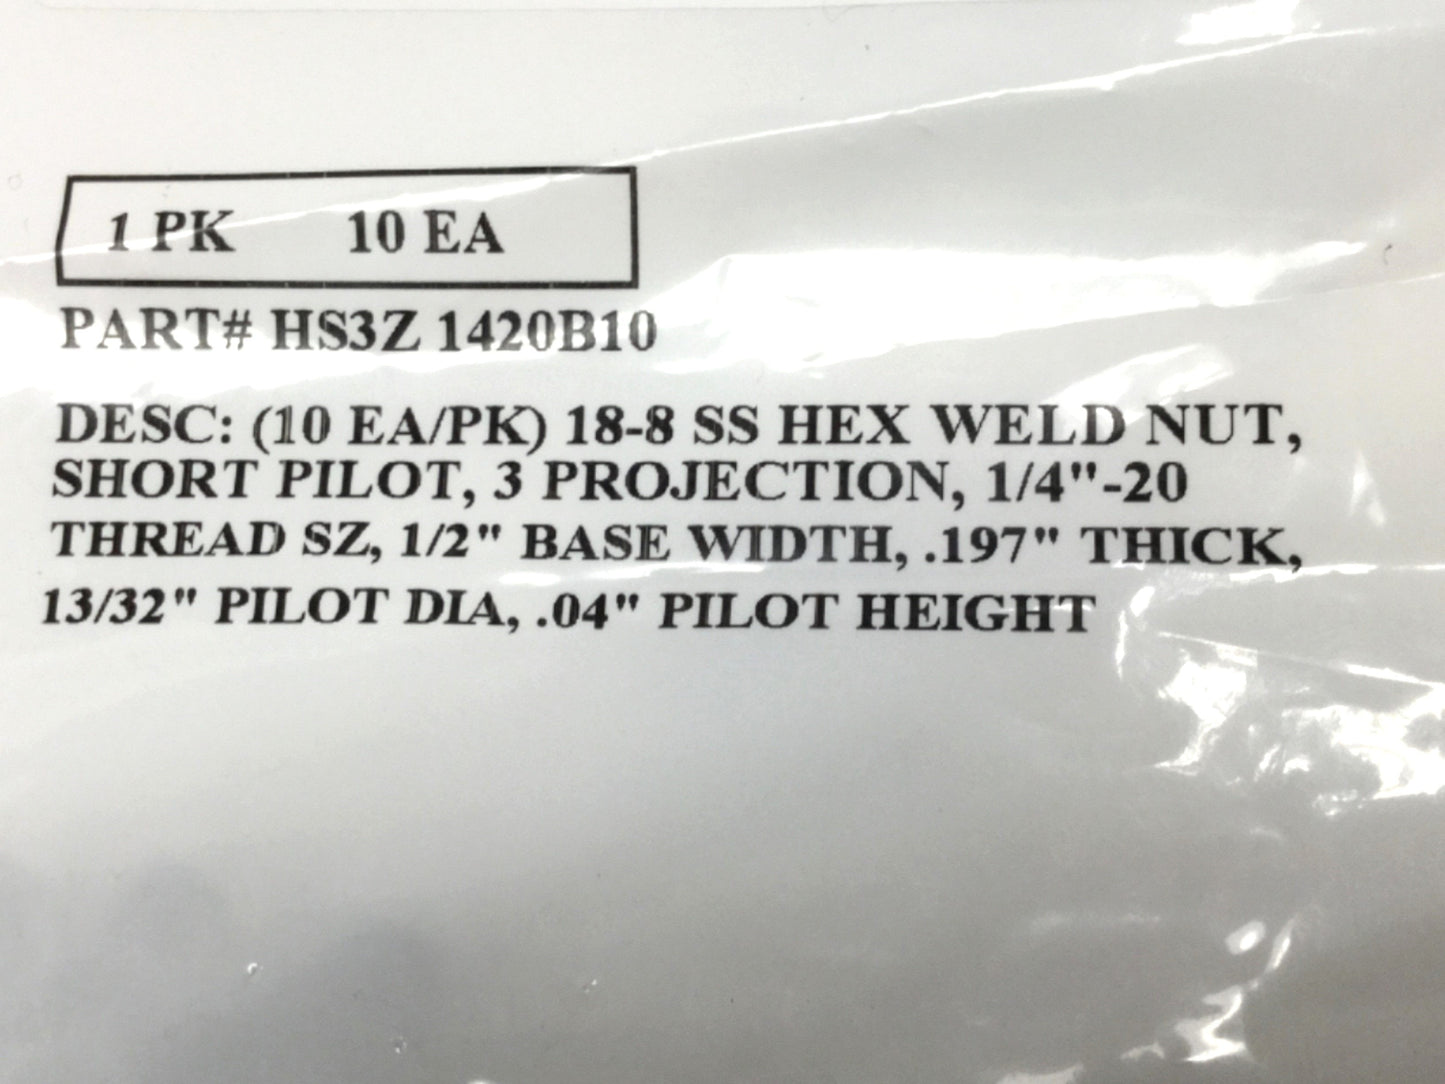 1 PK 10 EA
PART# HS3Z 1420B10
DESC: (10 EA/PK) 18-8 SS HEX WELD NUT,
SHORT PILOT, 3 PROJECTION, 1/4"-20
THREAD SZ, 1/2" BASE WIDTH, .197" THICK,
13/32" PILOT DIA, .04" PILOT HEIGHT